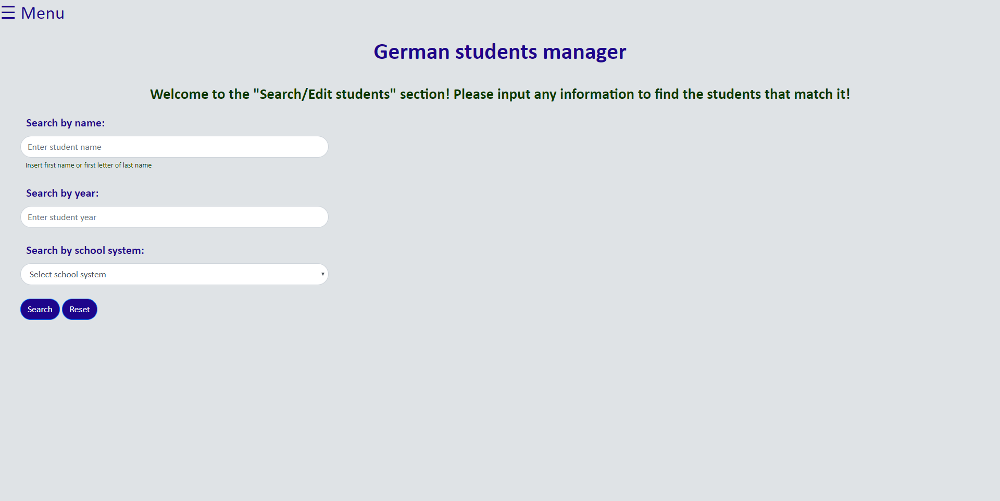 ☰ Menu
German students manager
Welcome to the "Search/Edit students" section! Please input any information to find the students that match it!
Search by name:
Enter student name
Insert first name or first letter of last name
Search by year:
Enter student year
Search by school system:
Select school system
Search Reset